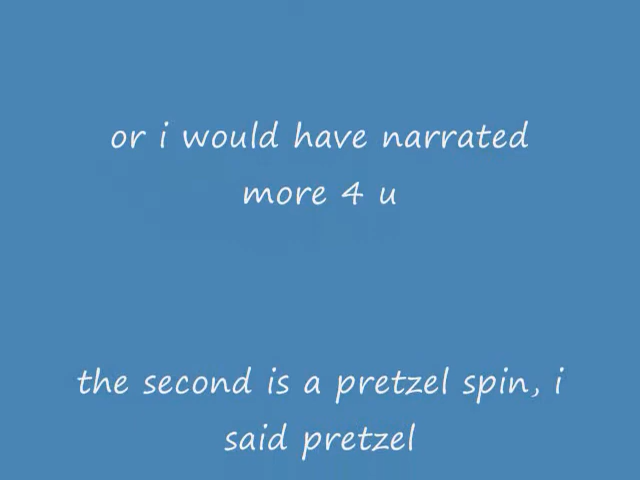 or i would have narrated
more 4 u
the second is a pretzel spin, i
said pretzel